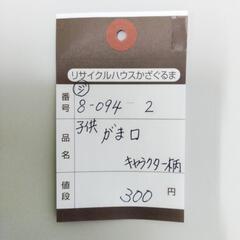 リサイクルハウスかざぐるま
ジ
番号 8-094-2
品名 子供 がま口
キャラクター柄
値段 300 円